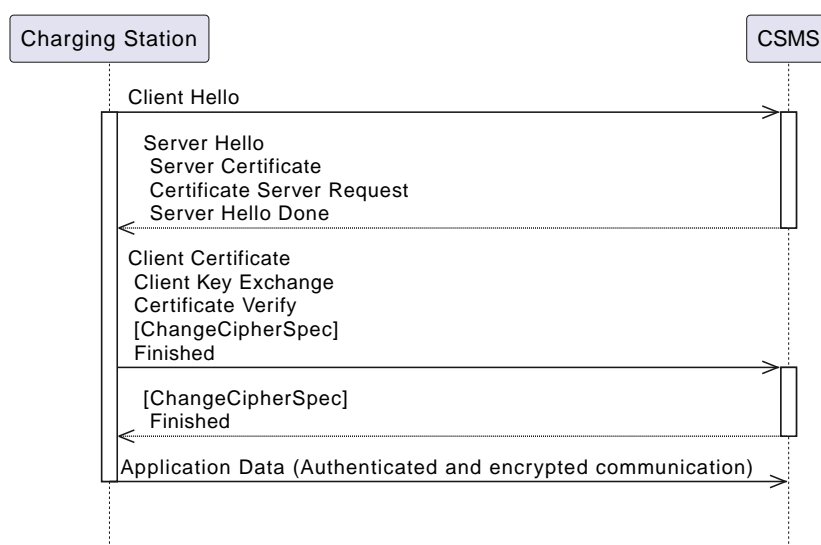 Charging Station
CSMS
Client Hello
Server Hello
Server Certificate
Certificate Server Request
Server Hello Done
Client Certificate
Client Key Exchange
Certificate Verify
[ChangeCipherSpec]
Finished
[ChangeCipherSpec]
Finished
Application Data (Authenticated and encrypted communication)